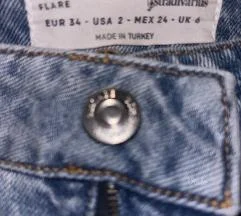 FLARE
stradivarius
EUR 34 - USA 2 - MEX 24 - UK 6
MADE IN TURKEY